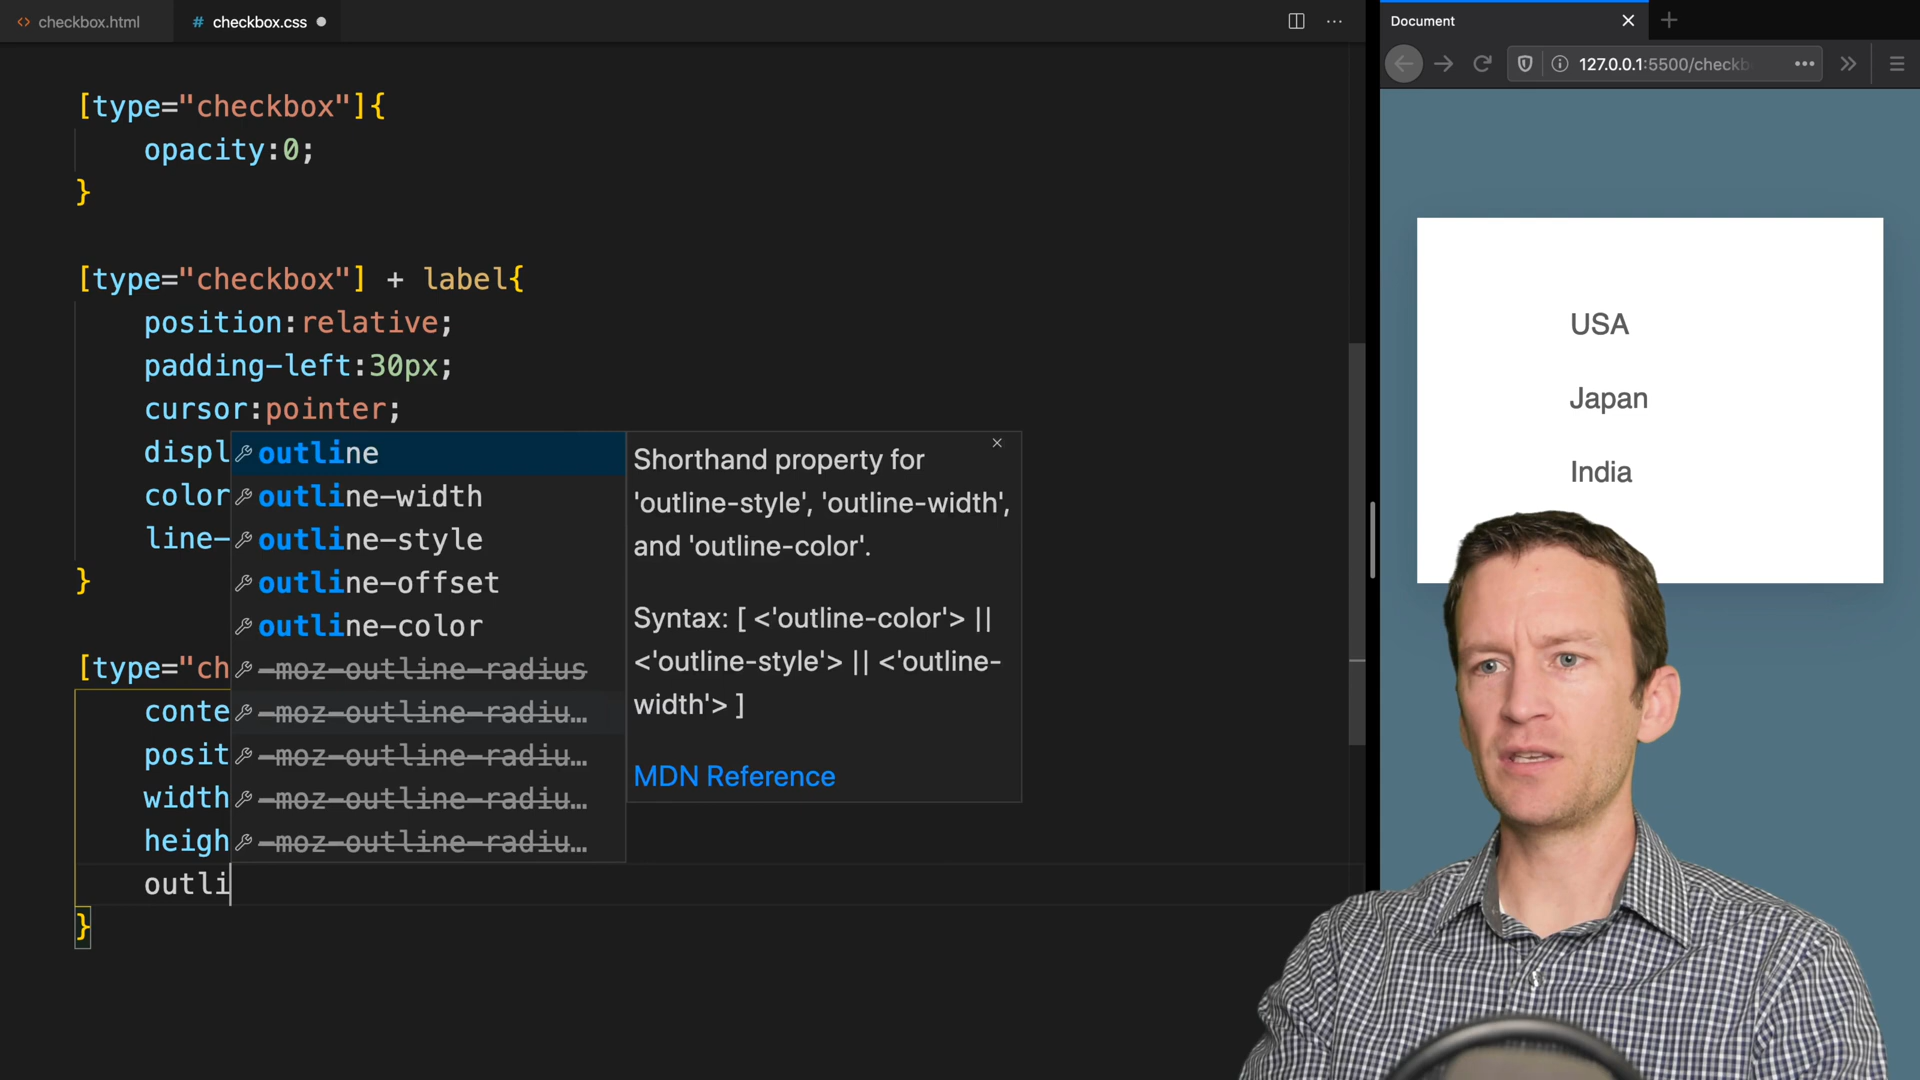 checkbox.html
# checkbox.css
[type="checkbox"]{
opacity:0;
}
[type="checkbox"] + label{
position:relative;
padding-left:30px;
cursor:pointer;
displ
color
line-
}
[type="ch
conte
posit
width
heigh
outli
}
outline
outline-width
outline-style
outline-offset
outline-color
-moz-outline-radius
-moz-outline-radiu…
-moz-outline-radiu…
-moz-outline-radiu…
-moz-outline-radiu…
Shorthand property for
'outline-style', 'outline-width',
and 'outline-color'.
Syntax: [ <'outline-color'> ||
<'outline-style'> || <'outline-
width'> ]
MDN Reference
Document
127.0.0.1:5500/checkb
USA
Japan
India